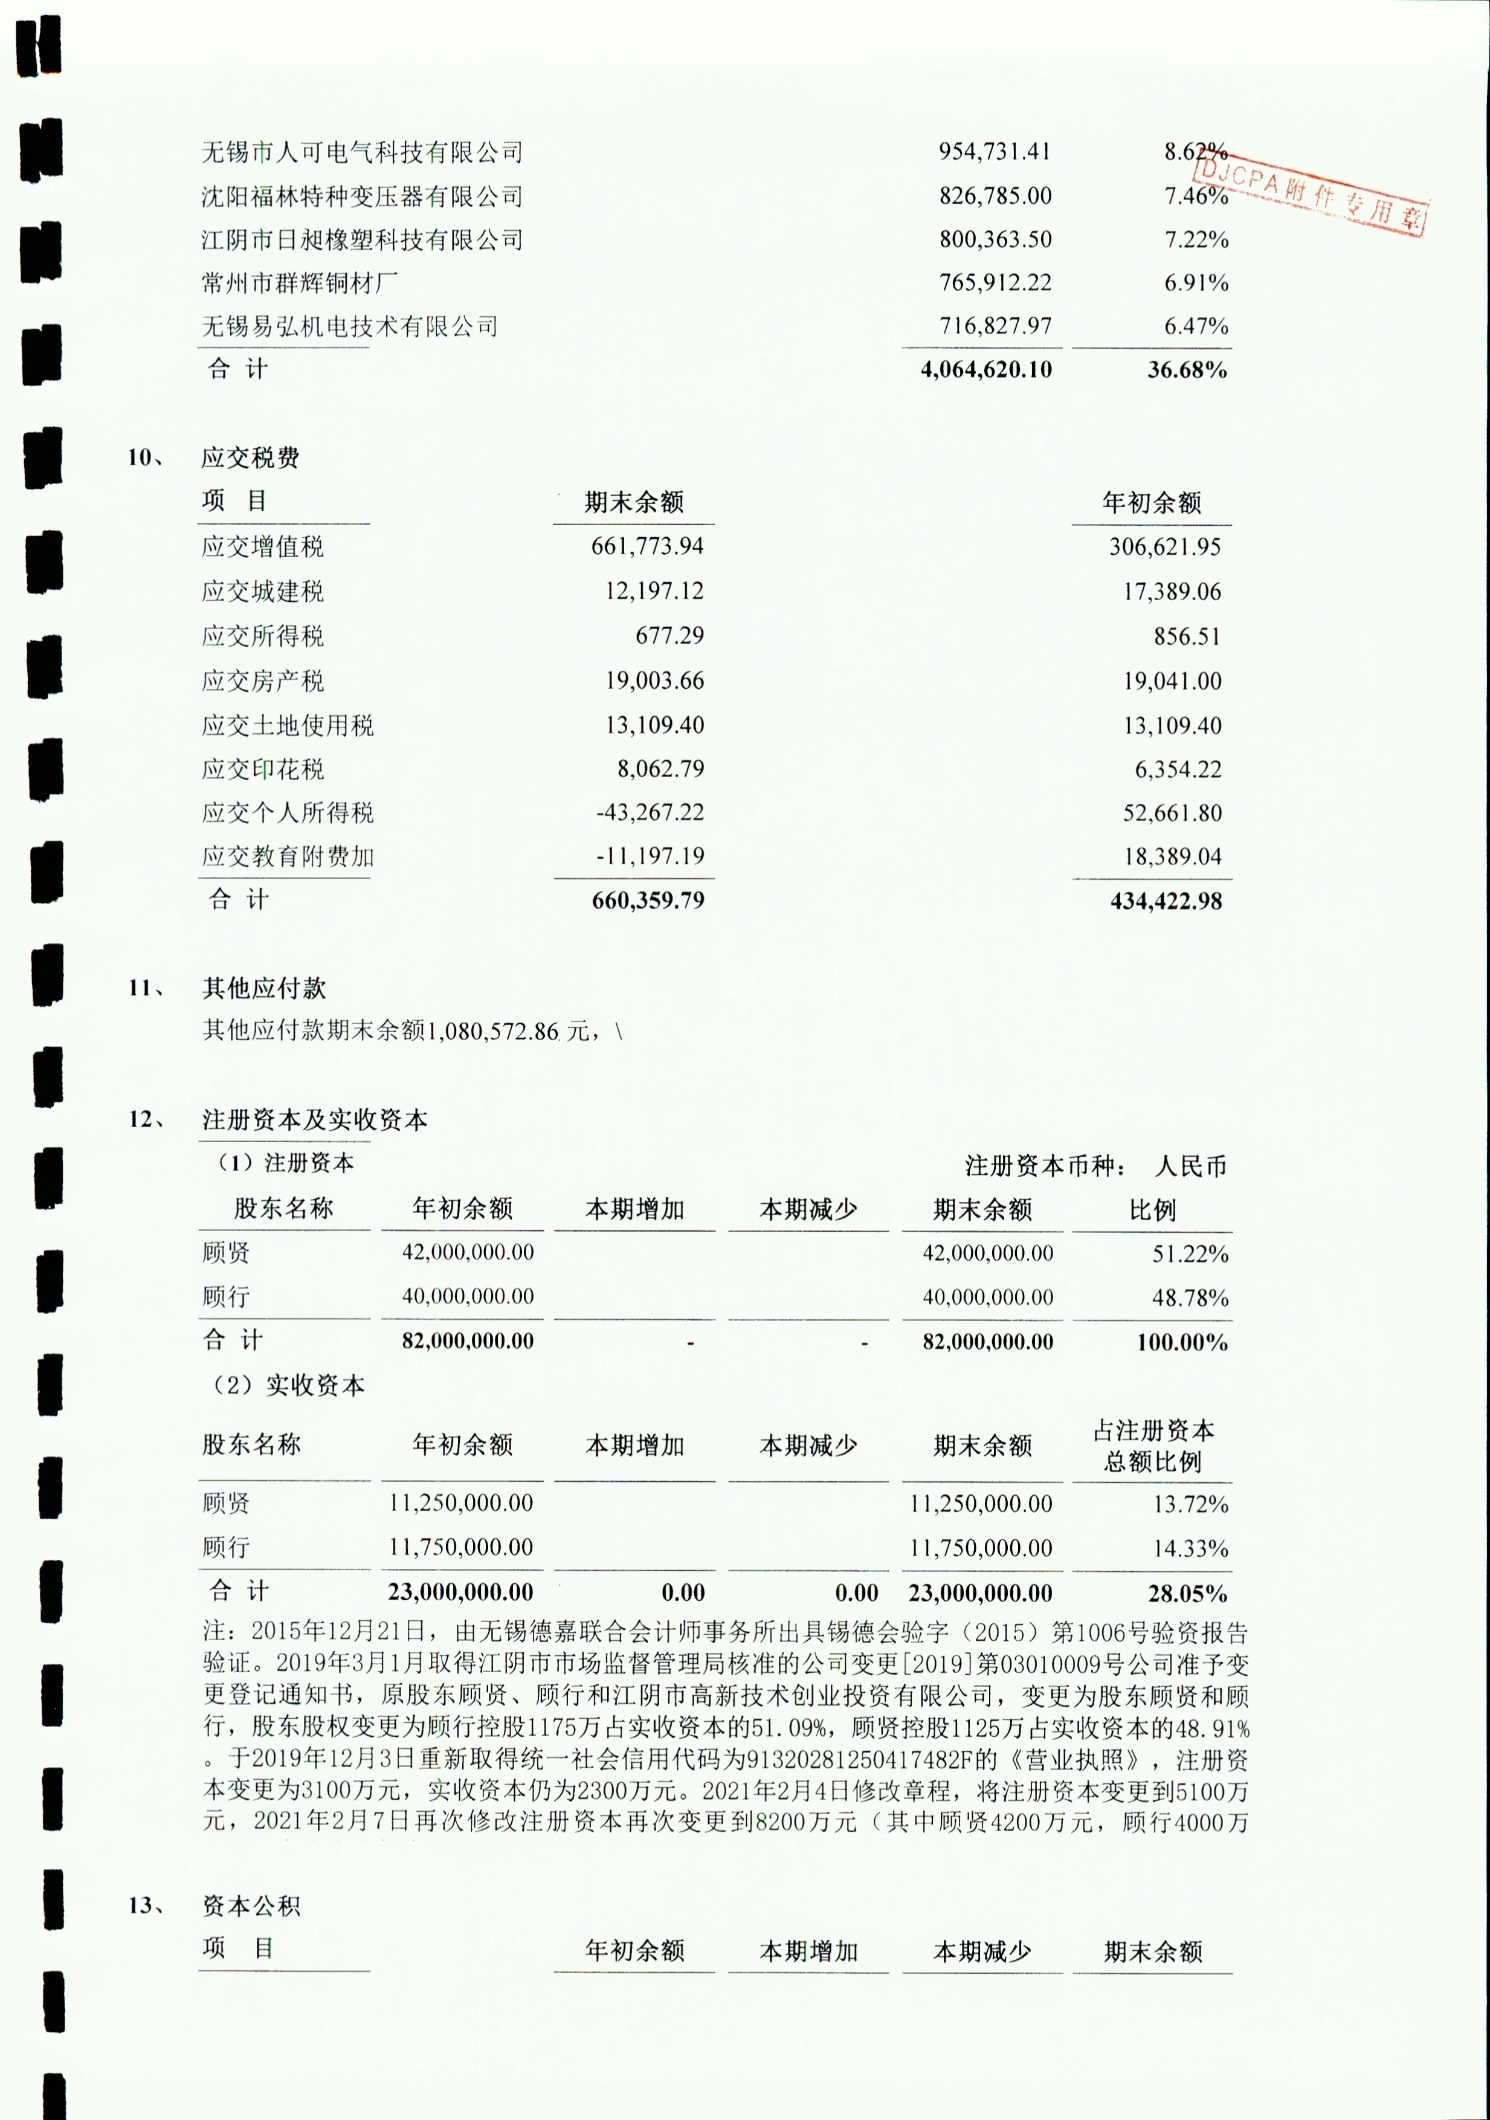 无锡市人可电气科技有限公司 954,731.41 8.62%
DJCPA附件专用章
沈阳福林特种变压器有限公司 826,785.00 7.46%
江阴市日昶橡塑科技有限公司 800,363.50 7.22%
常州市群辉铜材厂 765,912.22 6.91%
无锡易弘机电技术有限公司 716,827.97 6.47%
合 计 4,064,620.10 36.68%
10、 应交税费
项 目 期末余额 年初余额
应交增值税 661,773.94 306,621.95
应交城建税 12,197.12 17,389.06
应交所得税 677.29 856.51
应交房产税 19,003.66 19,041.00
应交土地使用税 13,109.40 13,109.40
应交印花税 8,062.79 6,354.22
应交个人所得税 -43,267.22 52,661.80
应交教育附费加 -11,197.19 18,389.04
合 计 660,359.79 434,422.98
11、 其他应付款
其他应付款期末余额1,080,572.86 元，\
12、 注册资本及实收资本
（1）注册资本 注册资本币种： 人民币
股东名称 年初余额 本期增加 本期减少 期末余额 比例
顾贤 42,000,000.00 42,000,000.00 51.22%
顾行 40,000,000.00 40,000,000.00 48.78%
合 计 82,000,000.00 - - 82,000,000.00 100.00%
（2）实收资本
股东名称 年初余额 本期增加 本期减少 期末余额 占注册资本
总额比例
顾贤 11,250,000.00 11,250,000.00 13.72%
顾行 11,750,000.00 11,750,000.00 14.33%
合 计 23,000,000.00 0.00 0.00 23,000,000.00 28.05%
注：2015年12月21日，由无锡德嘉联合会计师事务所出具锡德会验字（2015）第1006号验资报告
验证。2019年3月1月取得江阴市市场监督管理局核准的公司变更[2019]第03010009号公司准予变
更登记通知书，原股东顾贤、顾行和江阴市高新技术创业投资有限公司，变更为股东顾贤和顾
行，股东股权变更为顾行控股1175万占实收资本的51.09%，顾贤控股1125万占实收资本的48.91%
。于2019年12月3日重新取得统一社会信用代码为91320281250417482F的《营业执照》，注册资
本变更为3100万元，实收资本仍为2300万元。2021年2月4日修改章程，将注册资本变更到5100万
元，2021年2月7日再次修改注册资本再次变更到8200万元（其中顾贤4200万元，顾行4000万
13、 资本公积
项 目 年初余额 本期增加 本期减少 期末余额